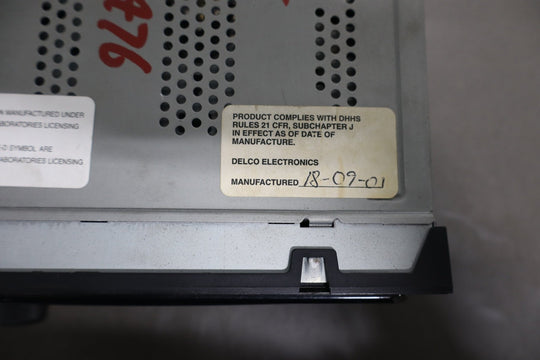 476
MANUFACTURED UNDER
LABORATORIES LICENSING
SYMBOL ARE
LABORATORIES LICENSING
PRODUCT COMPLIES WITH DHHS
RULES 21 CFR, SUBCHAPTER J
IN EFFECT AS OF DATE OF
MANUFACTURE.
DELCO ELECTRONICS
MANUFACTURED 18-09-01